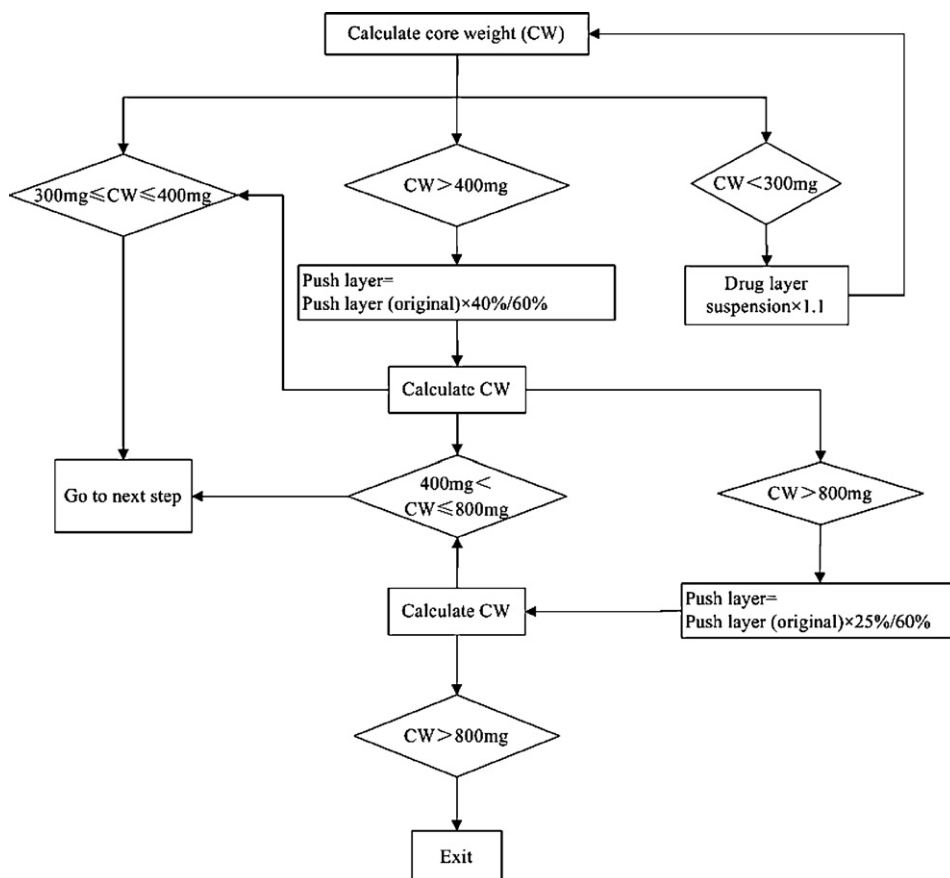 Calculate core weight (CW)
300mg≤CW≤400mg
CW>400mg
CW<300mg
Push layer=
Push layer (original)×40%/60%
Drug layer
suspension×1.1
Calculate CW
Go to next step
400mg<
CW≤800mg
CW>800mg
Calculate CW
Push layer=
Push layer (original)×25%/60%
CW>800mg
Exit